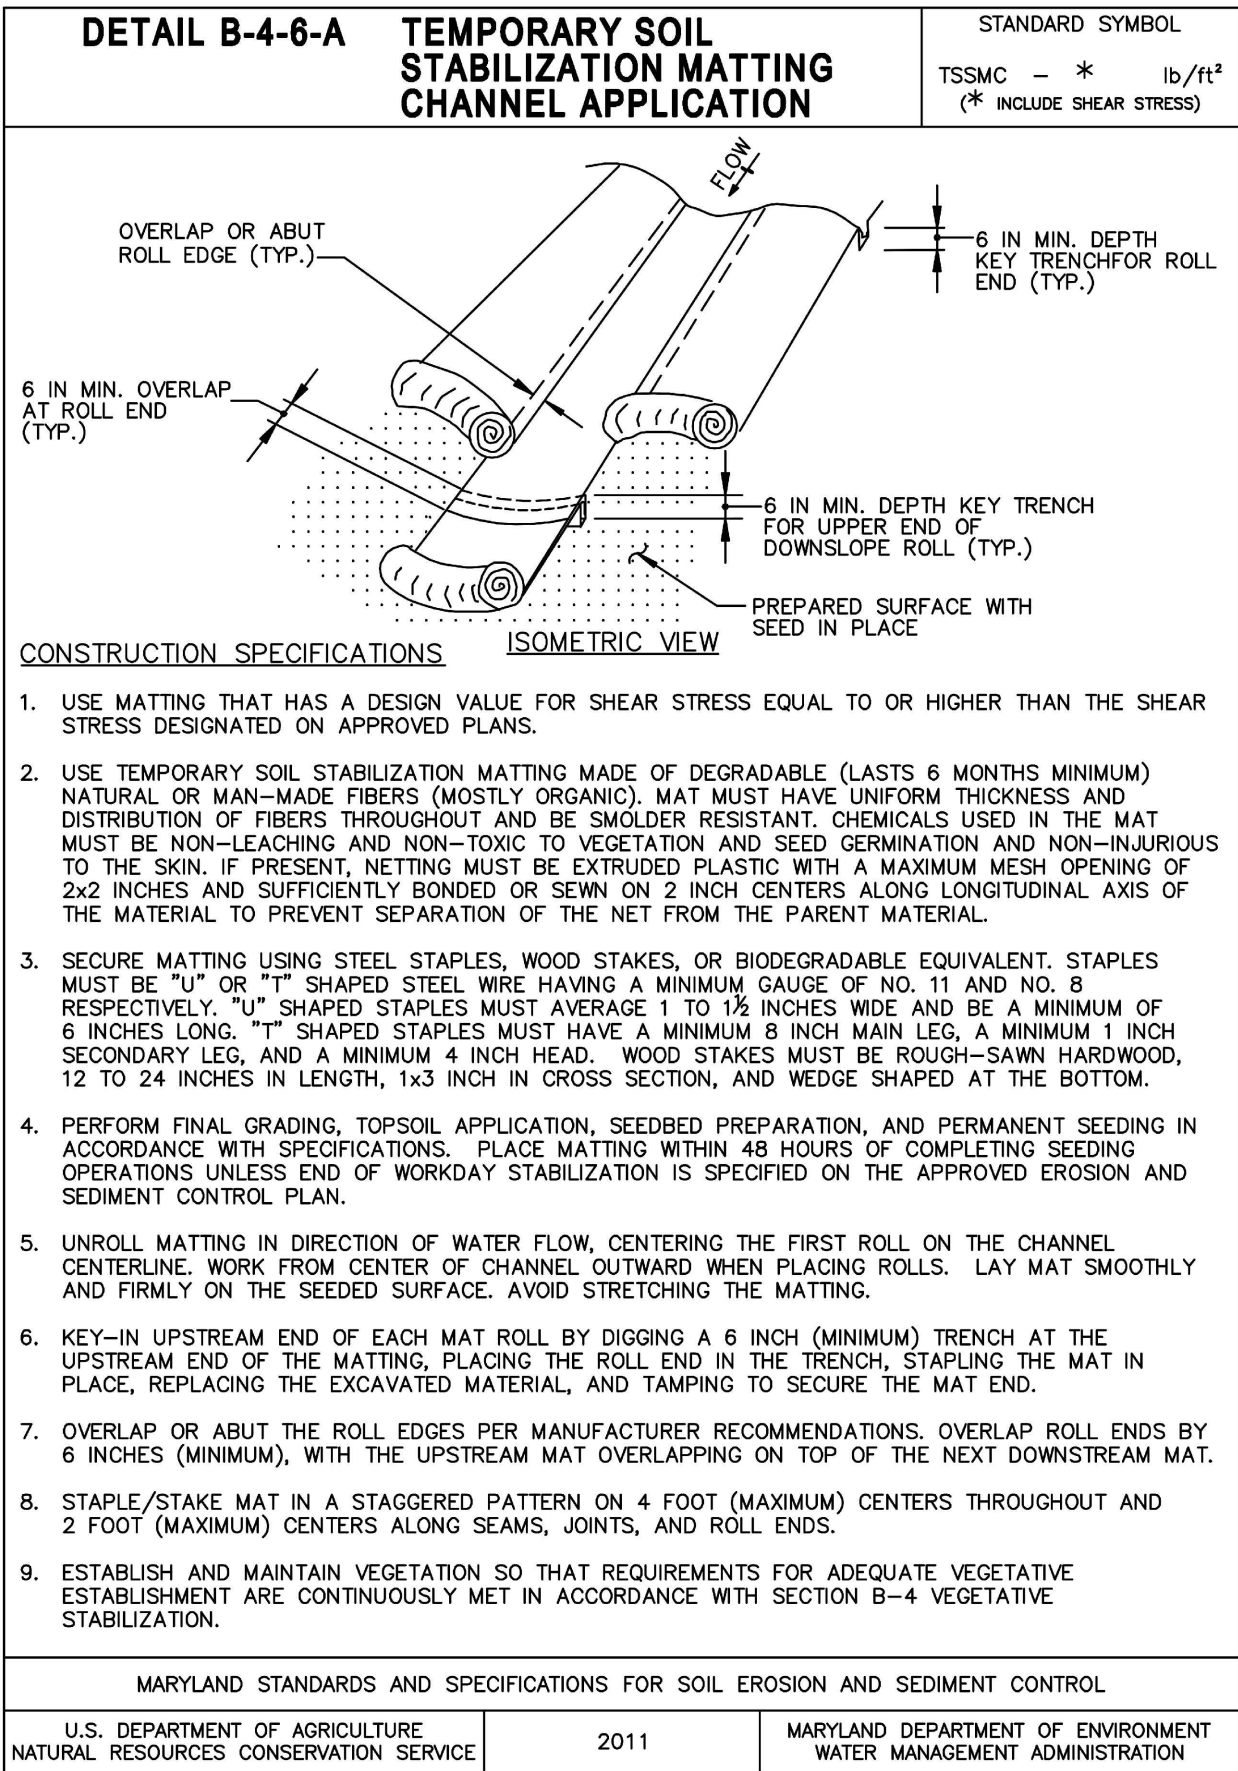 DETAIL B-4-6-A
TEMPORARY SOIL
STABILIZATION MATTING
CHANNEL APPLICATION
STANDARD SYMBOL
TSSMC – * lb/ft²
(* INCLUDE SHEAR STRESS)
FLOW
OVERLAP OR ABUT
ROLL EDGE (TYP.)
6 IN MIN. DEPTH
KEY TRENCHFOR ROLL
END (TYP.)
6 IN MIN. OVERLAP
AT ROLL END
(TYP.)
6 IN MIN. DEPTH KEY TRENCH
FOR UPPER END OF
DOWNSLOPE ROLL (TYP.)
PREPARED SURFACE WITH
SEED IN PLACE
ISOMETRIC VIEW
CONSTRUCTION SPECIFICATIONS
1. USE MATTING THAT HAS A DESIGN VALUE FOR SHEAR STRESS EQUAL TO OR HIGHER THAN THE SHEAR
STRESS DESIGNATED ON APPROVED PLANS.
2. USE TEMPORARY SOIL STABILIZATION MATTING MADE OF DEGRADABLE (LASTS 6 MONTHS MINIMUM)
NATURAL OR MAN-MADE FIBERS (MOSTLY ORGANIC). MAT MUST HAVE UNIFORM THICKNESS AND
DISTRIBUTION OF FIBERS THROUGHOUT AND BE SMOLDER RESISTANT. CHEMICALS USED IN THE MAT
MUST BE NON-LEACHING AND NON-TOXIC TO VEGETATION AND SEED GERMINATION AND NON-INJURIOUS
TO THE SKIN. IF PRESENT, NETTING MUST BE EXTRUDED PLASTIC WITH A MAXIMUM MESH OPENING OF
2x2 INCHES AND SUFFICIENTLY BONDED OR SEWN ON 2 INCH CENTERS ALONG LONGITUDINAL AXIS OF
THE MATERIAL TO PREVENT SEPARATION OF THE NET FROM THE PARENT MATERIAL.
3. SECURE MATTING USING STEEL STAPLES, WOOD STAKES, OR BIODEGRADABLE EQUIVALENT. STAPLES
MUST BE "U" OR "T" SHAPED STEEL WIRE HAVING A MINIMUM GAUGE OF NO. 11 AND NO. 8
RESPECTIVELY. "U" SHAPED STAPLES MUST AVERAGE 1 TO 1½ INCHES WIDE AND BE A MINIMUM OF
6 INCHES LONG. "T" SHAPED STAPLES MUST HAVE A MINIMUM 8 INCH MAIN LEG, A MINIMUM 1 INCH
SECONDARY LEG, AND A MINIMUM 4 INCH HEAD. WOOD STAKES MUST BE ROUGH-SAWN HARDWOOD,
12 TO 24 INCHES IN LENGTH, 1x3 INCH IN CROSS SECTION, AND WEDGE SHAPED AT THE BOTTOM.
4. PERFORM FINAL GRADING, TOPSOIL APPLICATION, SEEDBED PREPARATION, AND PERMANENT SEEDING IN
ACCORDANCE WITH SPECIFICATIONS. PLACE MATTING WITHIN 48 HOURS OF COMPLETING SEEDING
OPERATIONS UNLESS END OF WORKDAY STABILIZATION IS SPECIFIED ON THE APPROVED EROSION AND
SEDIMENT CONTROL PLAN.
5. UNROLL MATTING IN DIRECTION OF WATER FLOW, CENTERING THE FIRST ROLL ON THE CHANNEL
CENTERLINE. WORK FROM CENTER OF CHANNEL OUTWARD WHEN PLACING ROLLS. LAY MAT SMOOTHLY
AND FIRMLY ON THE SEEDED SURFACE. AVOID STRETCHING THE MATTING.
6. KEY-IN UPSTREAM END OF EACH MAT ROLL BY DIGGING A 6 INCH (MINIMUM) TRENCH AT THE
UPSTREAM END OF THE MATTING, PLACING THE ROLL END IN THE TRENCH, STAPLING THE MAT IN
PLACE, REPLACING THE EXCAVATED MATERIAL, AND TAMPING TO SECURE THE MAT END.
7. OVERLAP OR ABUT THE ROLL EDGES PER MANUFACTURER RECOMMENDATIONS. OVERLAP ROLL ENDS BY
6 INCHES (MINIMUM), WITH THE UPSTREAM MAT OVERLAPPING ON TOP OF THE NEXT DOWNSTREAM MAT.
8. STAPLE/STAKE MAT IN A STAGGERED PATTERN ON 4 FOOT (MAXIMUM) CENTERS THROUGHOUT AND
2 FOOT (MAXIMUM) CENTERS ALONG SEAMS, JOINTS, AND ROLL ENDS.
9. ESTABLISH AND MAINTAIN VEGETATION SO THAT REQUIREMENTS FOR ADEQUATE VEGETATIVE
ESTABLISHMENT ARE CONTINUOUSLY MET IN ACCORDANCE WITH SECTION B-4 VEGETATIVE
STABILIZATION.
MARYLAND STANDARDS AND SPECIFICATIONS FOR SOIL EROSION AND SEDIMENT CONTROL
U.S. DEPARTMENT OF AGRICULTURE
NATURAL RESOURCES CONSERVATION SERVICE
2011
MARYLAND DEPARTMENT OF ENVIRONMENT
WATER MANAGEMENT ADMINISTRATION